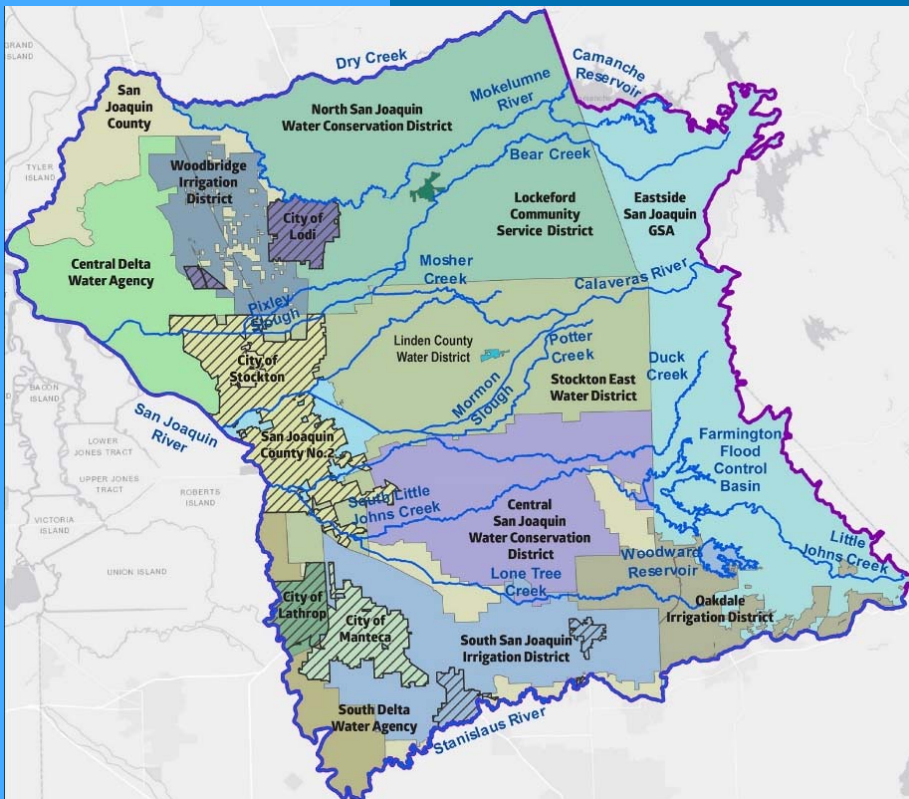 GRAND
ISLAND
Dry Creek
Camanche
Reservoir
San
Joaquin
County
North San Joaquin
Water Conservation District
Mokelumne
River
Bear Creek
TYLER
ISLAND
Woodbridge
Irrigation
District
City of
Lodi
Lockeford
Community
Service District
Eastside
San Joaquin
GSA
Central Delta
Water Agency
Mosher
Creek
Calaveras River
Pixley
Slough
Linden County
Water District
Potter
Creek
City of
Stockton
Mormon
Slough
Stockton East
Water District
Duck
Creek
BACON
ISLAND
San Joaquin
River
LOWER
JONES TRACT
San Joaquin
County No.2
Farmington
Flood
Control
Basin
UPPER JONES
TRACT
ROBERTS
ISLAND
South Little
Johns Creek
Central
San Joaquin
Water Conservation
District
VICTORIA
ISLAND
Little
Johns Creek
UNION ISLAND
Woodward
Reservoir
Lone Tree
Creek
City of
Lathrop
City of
Manteca
Oakdale
Irrigation District
South San Joaquin
Irrigation District
South Delta
Water Agency
Stanislaus River